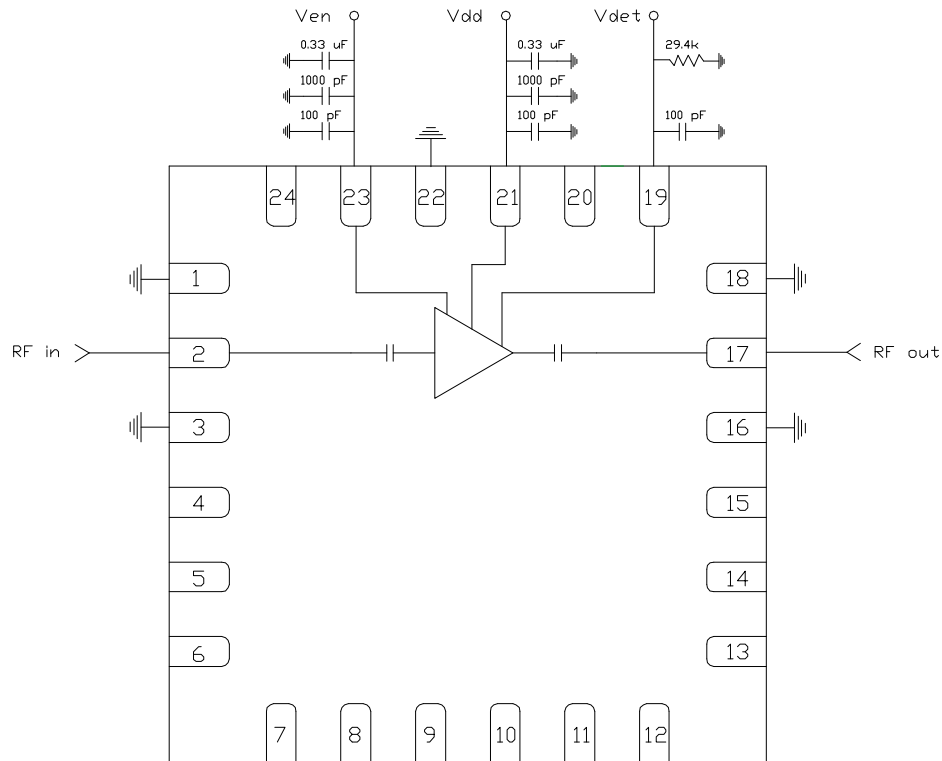 Ven Vdd Vdet
0.33 uF 0.33 uF 29.4k
1000 pF 1000 pF
100 pF 100 pF 100 pF
24 23 22 21 20 19
1 18
RF in 2 17 RF out
3 16
4 15
5 14
6 13
7 8 9 10 11 12